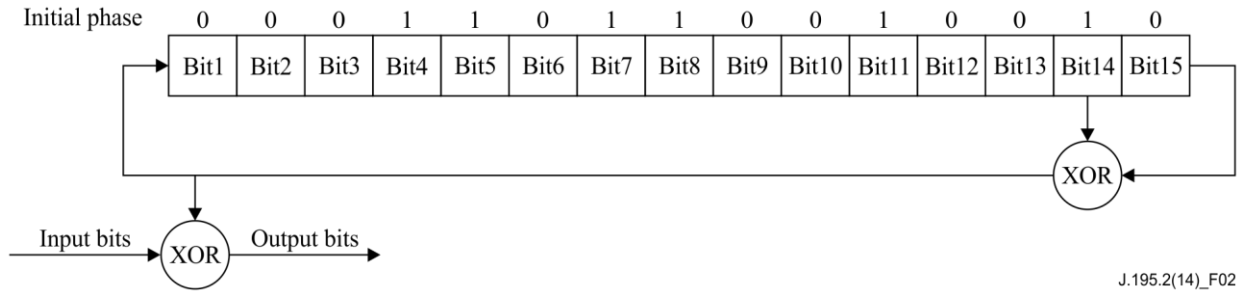 Initial phase 0 0 0 1 1 0 1 1 0 0 1 0 0 1 0
Bit1 Bit2 Bit3 Bit4 Bit5 Bit6 Bit7 Bit8 Bit9 Bit10 Bit11 Bit12 Bit13 Bit14 Bit15
XOR
Input bits XOR Output bits
J.195.2(14)_F02